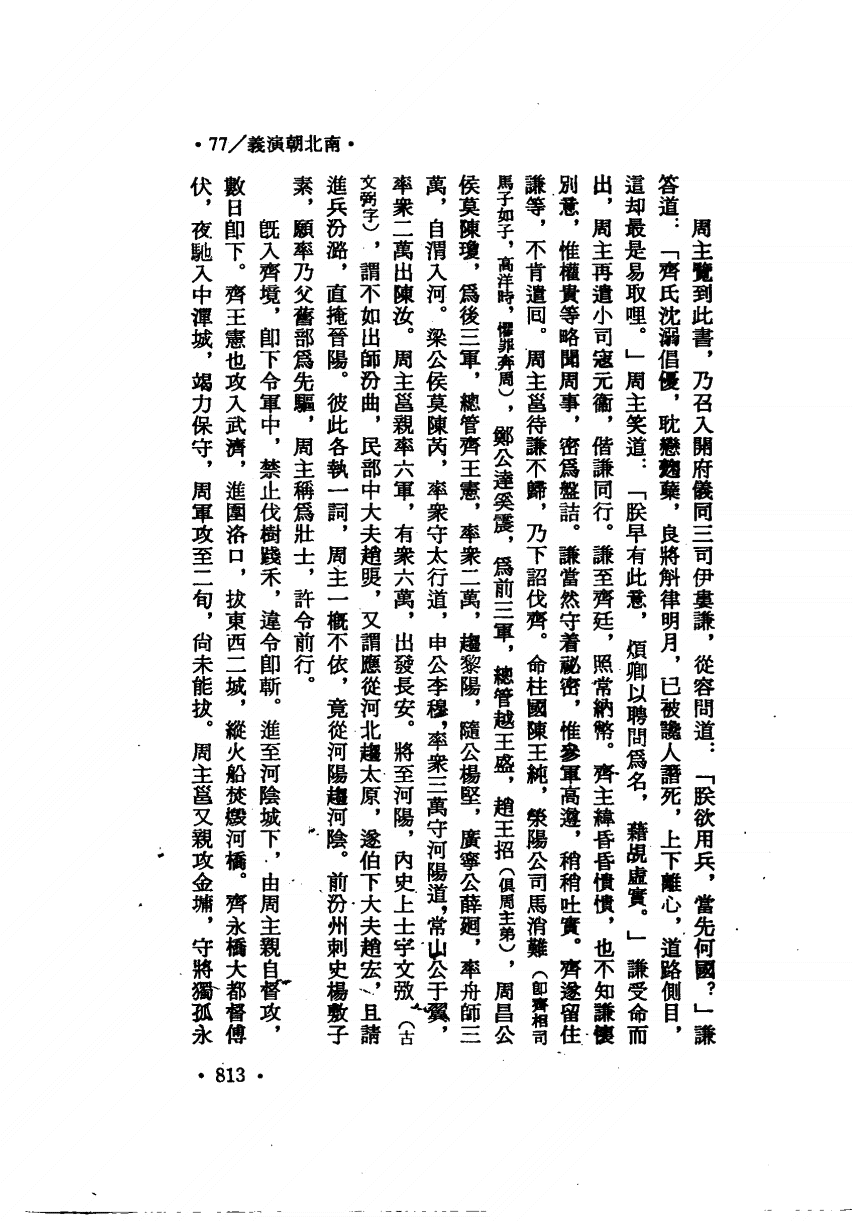 ・77／義演朝北南・
周主覽到此書，乃召入開府儀同三司伊婁謙，從容問道：「朕欲用兵，當先何國？」謙
答道：「齊氏沈溺倡優，耽戀麴蘗，良將斛律明月，已被讒人譖死，上下離心，道路側目，
這却最是易取哩。」周主笑道：「朕早有此意，煩卿以聘問爲名，藉覘虛實。」謙受命而
出，周主再遣小司寇元衞，偕謙同行。謙至齊廷，照常納幣。齊主緯昏昏憒憒，也不知謙懷
別意，惟權貴等略聞周事，密爲盤詰。謙當然守着祕密，惟參軍高遵，稍稍吐實。齊遂留住
謙等，不肯遣囘。周主邕待謙不歸，乃下詔伐齊。命柱國陳王純，滎陽公司馬消難（卽齊相司
馬子如子，高洋時，懼罪奔周），鄭公達奚震，爲前三軍，總管越王盛，趙王招（俱周主弟），周昌公
侯莫陳瓊，爲後三軍，總管齊王憲，率衆二萬，趨黎陽，隨公楊堅，廣寧公薛廻，率舟師三
萬，自渭入河。梁公侯莫陳芮，率衆守太行道，申公李穆，率衆三萬守河陽道，常山公于翼，
率衆二萬出陳汝。周主邕親率六軍，有衆六萬，出發長安。將至河陽，內史上士宇文㢸（古
文弼字），謂不如出師汾曲，民部中大夫趙煚，又謂應從河北趨太原，遂伯下大夫趙宏，且請
進兵汾潞，直掩晉陽。彼此各執一詞，周主一槪不依，竟從河陽趨河陰。前汾州刺史楊敷子
素，願率乃父舊部爲先驅，周主稱爲壯士，許令前行。
旣入齊境，卽下令軍中，禁止伐樹踐禾，違令卽斬。進至河陰城下，由周主親自督攻，
數日卽下。齊王憲也攻入武濟，進圍洛口，拔東西二城，縱火船焚燬河橋。齊永橋大都督傅
伏，夜馳入中潬城，竭力保守，周軍攻至二旬，尙未能拔。周主邕又親攻金墉，守將獨孤永
・813・